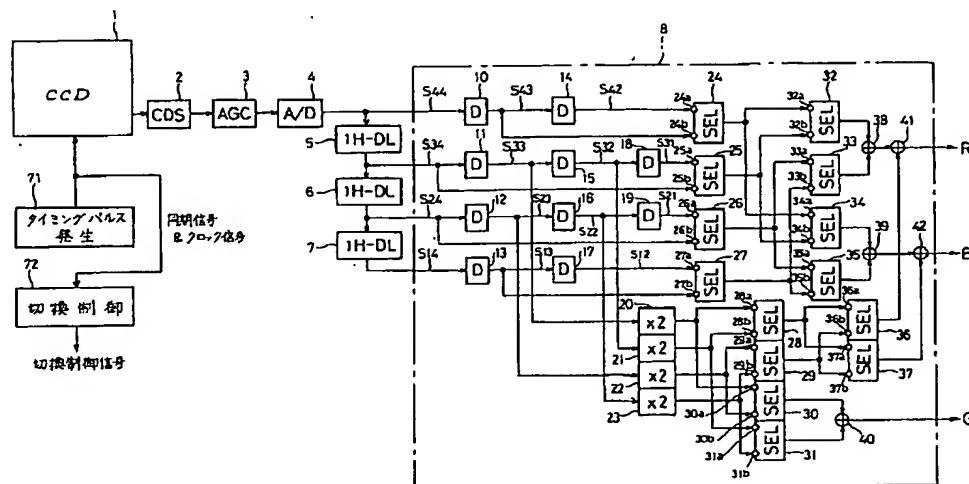 1
CCD
2
CDS
3
AGC
4
A/D
5
1H-DL
6
1H-DL
7
1H-DL
71
タイミングパルス
発生
同期信号
&クロック信号
72
切換制御
切換制御信号
8
S44
10
D
S43
14
D
S42
S34
11
D
S33
15
D
S32
18
D
S31
S24
12
D
S23
16
D
S22
19
D
S21
S14
13
D
S13
17
D
S12
20
x2
21
x2
22
x2
23
x2
24
24a
24b
SEL
25
25a
25b
SEL
26
26a
26b
SEL
27
27a
27b
SEL
28
28a
28b
SEL
29
29a
29b
SEL
30
30a
30b
SEL
31
31a
31b
SEL
32
32a
32b
SEL
33
33a
33b
SEL
34
34a
34b
SEL
35
35a
35b
SEL
36
36a
36b
SEL
37
37a
37b
SEL
38
41
R
39
42
40